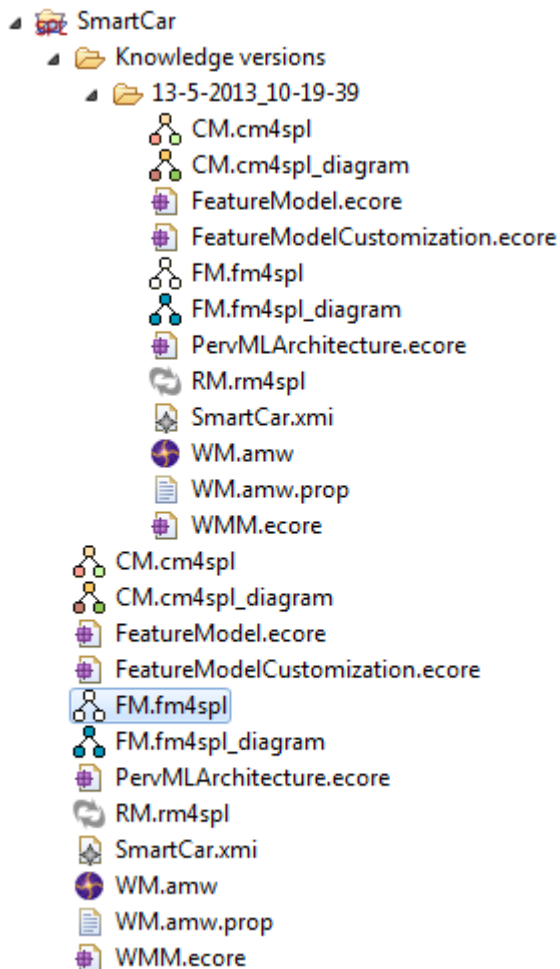 SmartCar
Knowledge versions
13-5-2013_10-19-39
CM.cm4spl
CM.cm4spl_diagram
FeatureModel.ecore
FeatureModelCustomization.ecore
FM.fm4spl
FM.fm4spl_diagram
PervMLArchitecture.ecore
RM.rm4spl
SmartCar.xmi
WM.amw
WM.amw.prop
WMM.ecore
CM.cm4spl
CM.cm4spl_diagram
FeatureModel.ecore
FeatureModelCustomization.ecore
FM.fm4spl
FM.fm4spl_diagram
PervMLArchitecture.ecore
RM.rm4spl
SmartCar.xmi
WM.amw
WM.amw.prop
WMM.ecore